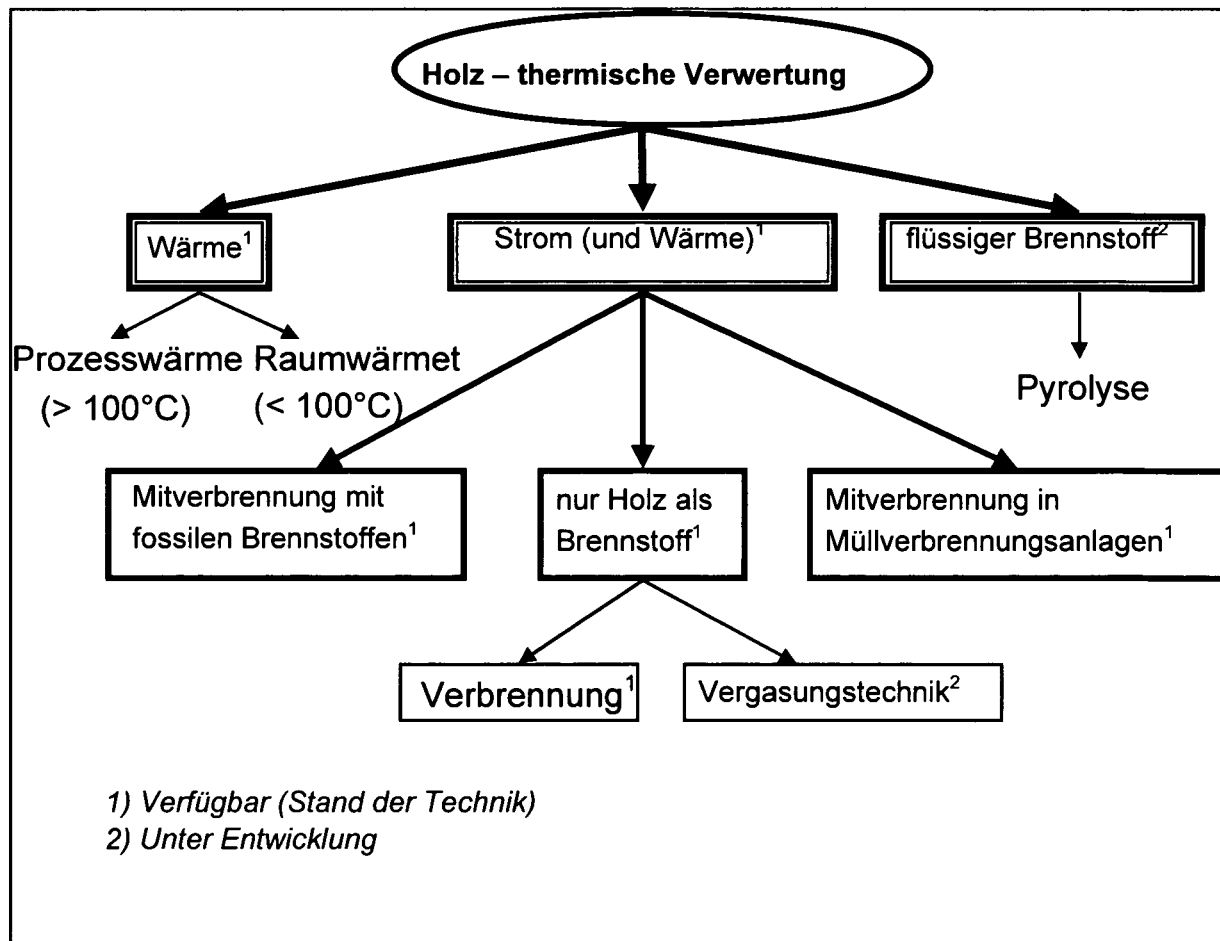 Holz – thermische Verwertung
Wärme¹
Strom (und Wärme)¹
flüssiger Brennstoff²
Prozesswärme
(> 100°C)
Raumwärmet
(< 100°C)
Pyrolyse
Mitverbrennung mit
fossilen Brennstoffen¹
nur Holz als
Brennstoff¹
Mitverbrennung in
Müllverbrennungsanlagen¹
Verbrennung¹
Vergasungstechnik²
1) Verfügbar (Stand der Technik)
2) Unter Entwicklung